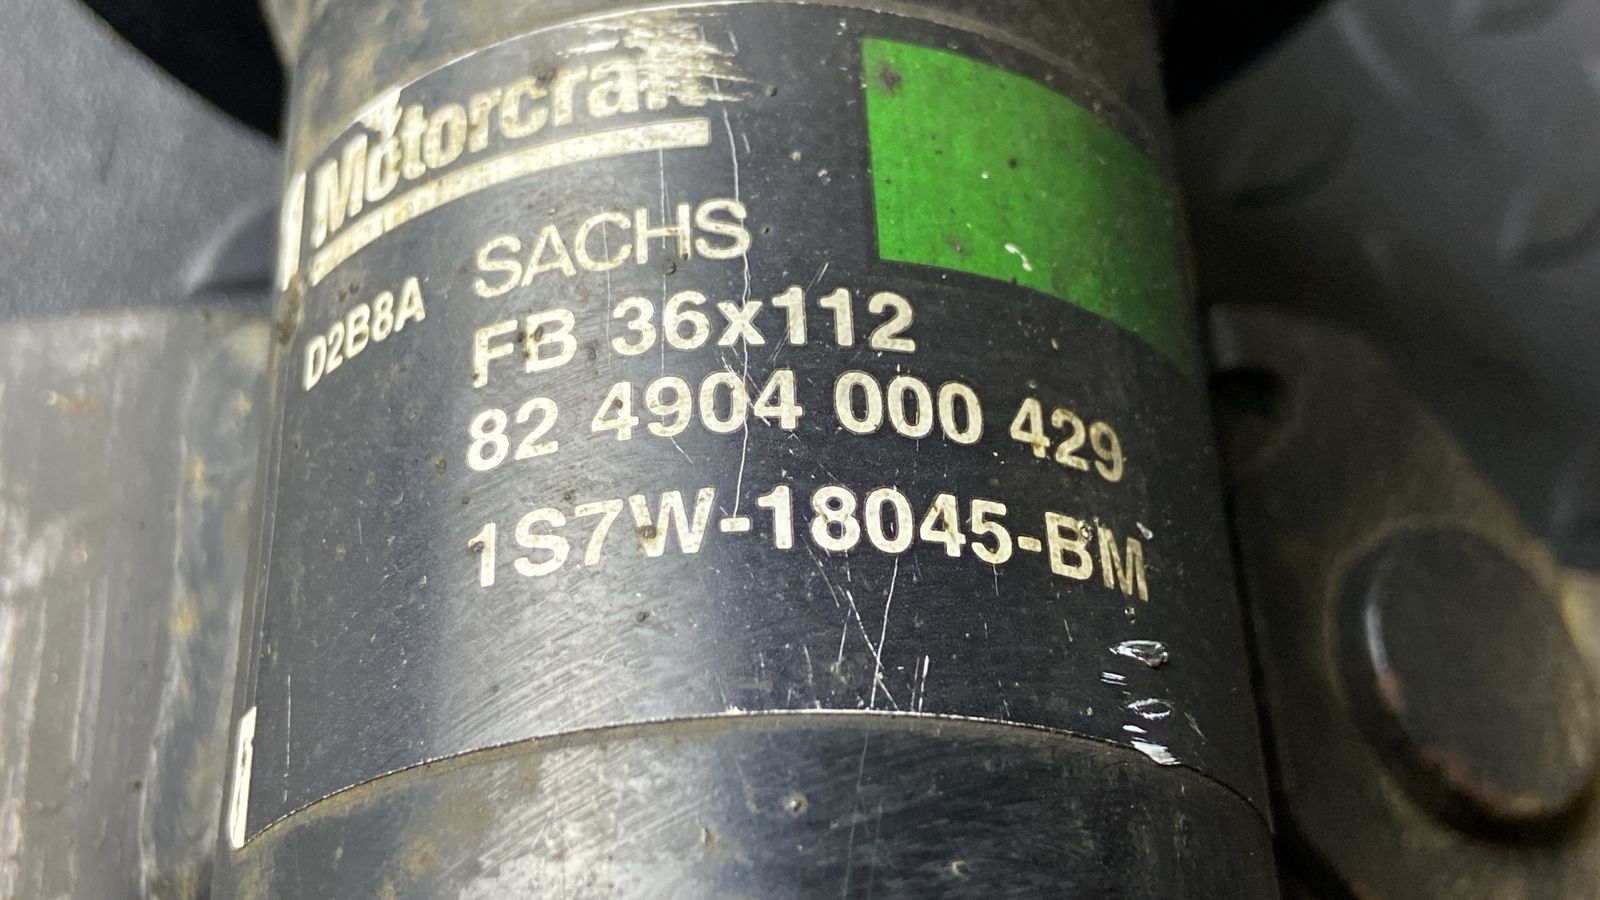 Motorcraft
SACHS
D2B8A
FB 36x112
82 4904 000 429
1S7W-18045-BM